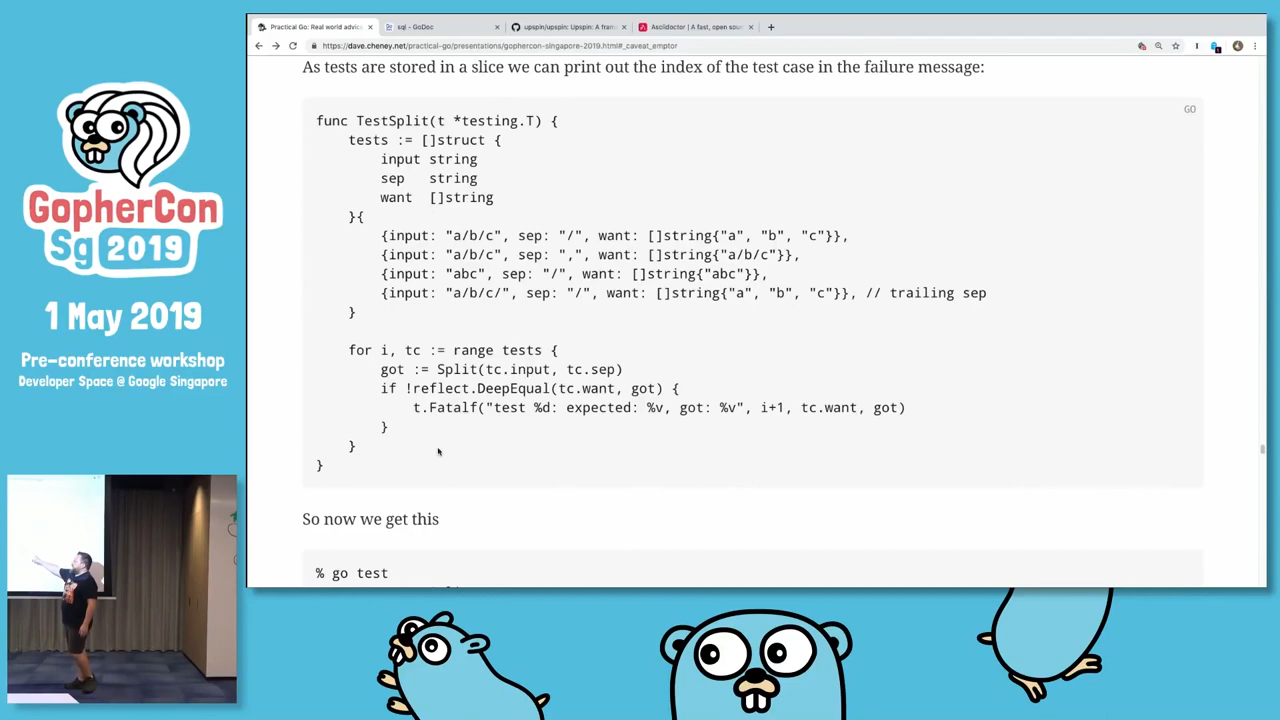 Practical Go: Real world advice
sql - GoDoc
upspin/upspin: Upspin: A fram
Asciidoctor | A fast, open sou
https://dave.cheney.net/practical-go/presentations/gophercon-singapore-2019.html#_caveat_emptor
As tests are stored in a slice we can print out the index of the test case in the failure message:
GO
func TestSplit(t *testing.T) {
    tests := []struct {
        input string
        sep   string
        want  []string
    }{
        {input: "a/b/c", sep: "/", want: []string{"a", "b", "c"}},
        {input: "a/b/c", sep: ",", want: []string{"a/b/c"}},
        {input: "abc", sep: "/", want: []string{"abc"}},
        {input: "a/b/c/", sep: "/", want: []string{"a", "b", "c"}}, // trailing sep
    }
    for i, tc := range tests {
        got := Split(tc.input, tc.sep)
        if !reflect.DeepEqual(tc.want, got) {
            t.Fatalf("test %d: expected: %v, got: %v", i+1, tc.want, got)
        }
    }
}
So now we get this
% go test
GopherCon
Sg 2019
1 May 2019
Pre-conference workshop
Developer Space @ Google Singapore